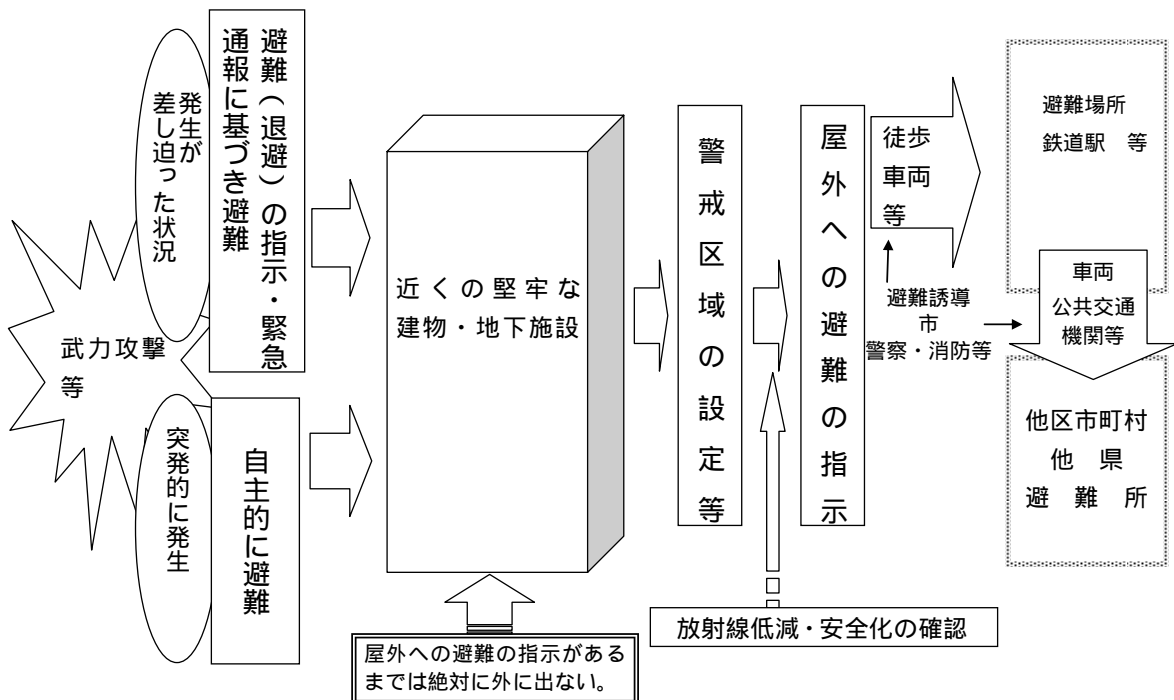 武力攻撃
等
発生が
差し迫った状況
避難（退避）の指示・緊急
通報に基づき避難
突発的に発生
自主的に避難
近くの堅牢な
建物・地下施設
屋外への避難の指示がある
までは絶対に外に出ない。
警戒区域の設定等
放射線低減・安全化の確認
屋外への避難の指示
徒歩
車両
等
避難誘導
市
警察・消防等
避難場所
鉄道駅　等
車両
公共交通
機関等
他区市町村
他　県
避　難　所